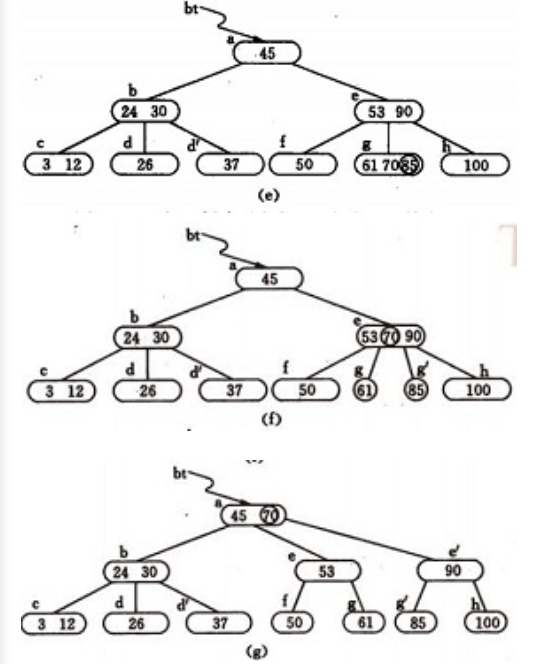 bt
a
45
b
e
24 30
53 90
c
d
d′
f
g
h
3 12
26
37
50
61 70 85
100
(e)
bt
a
45
b
e
24 30
53 70 90
c
d
d′
f
g
g′
h
3 12
26
37
50
61
85
100
(f)
bt
a
45 70
b
e
e′
24 30
53
90
c
d
d′
f
g
g′
h
3 12
26
37
50
61
85
100
(g)